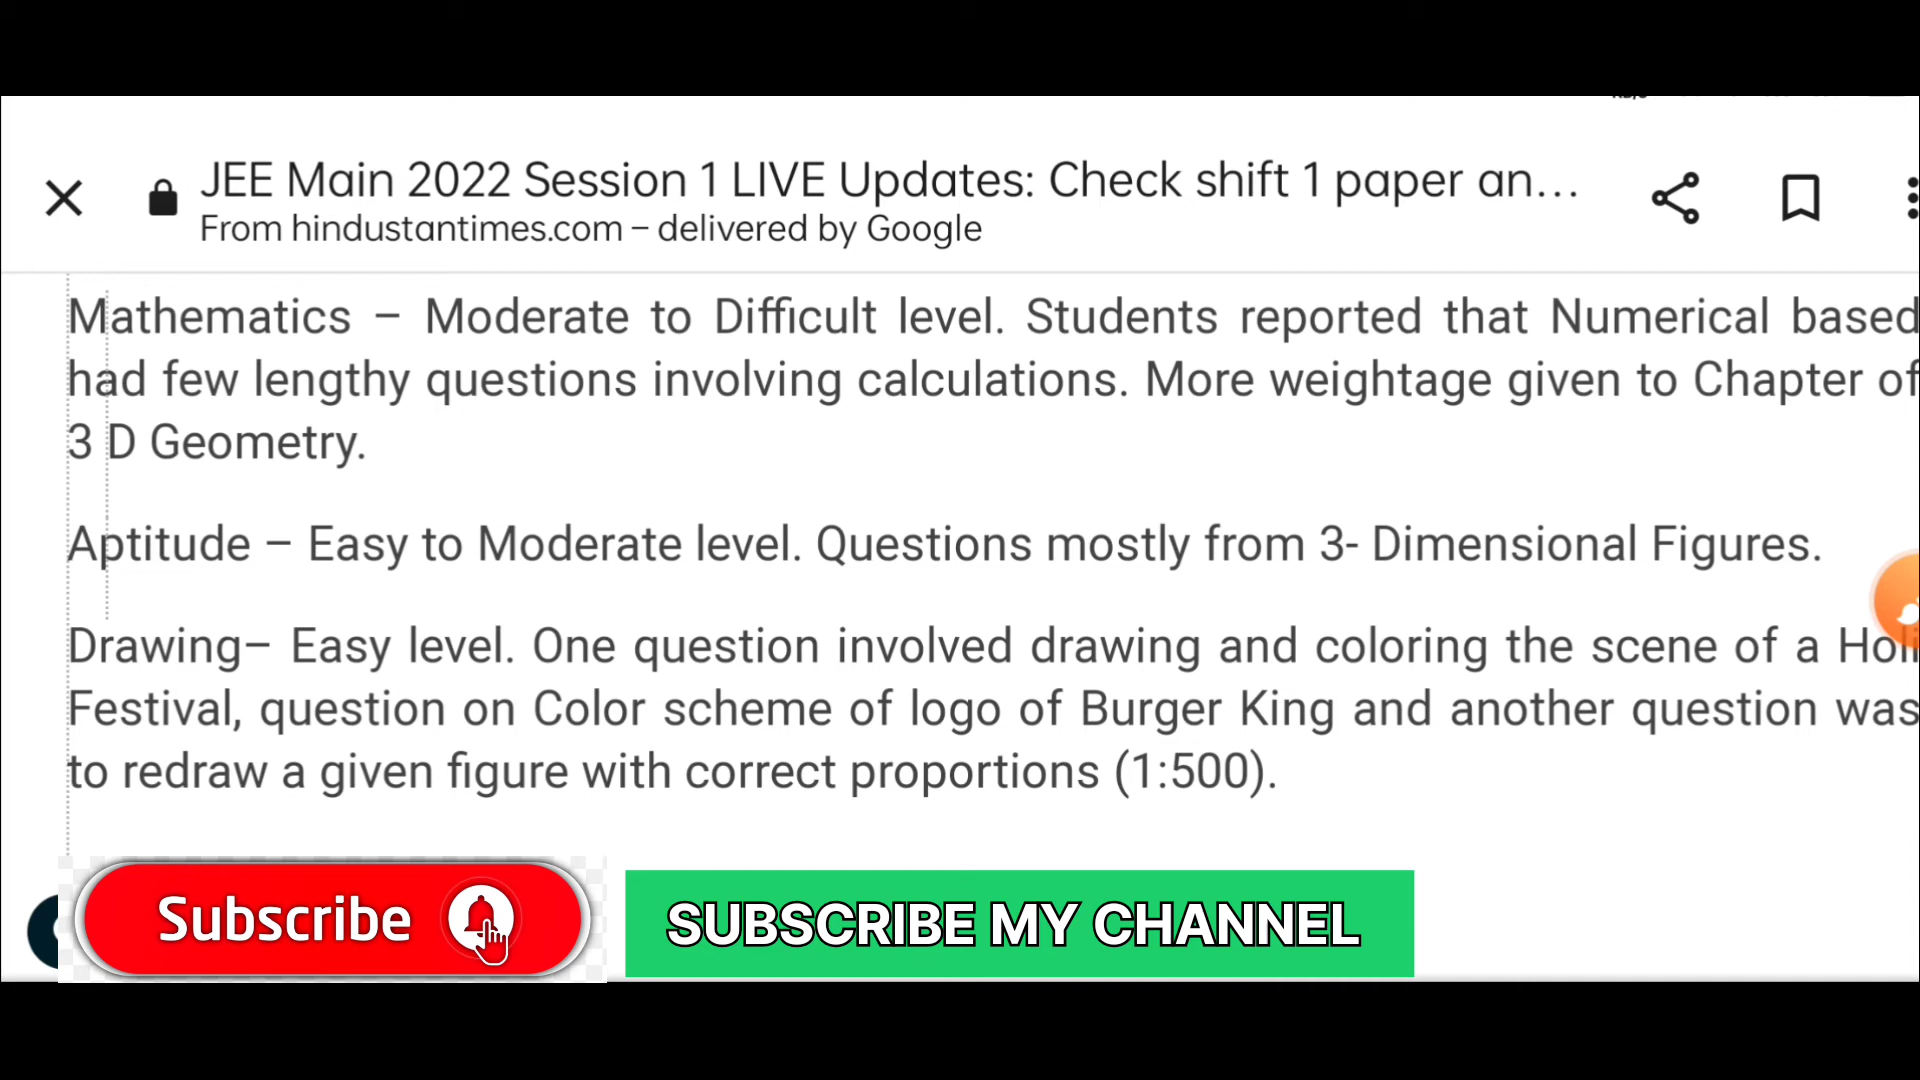 JEE Main 2022 Session 1 LIVE Updates: Check shift 1 paper an...
From hindustantimes.com – delivered by Google
Mathematics – Moderate to Difficult level. Students reported that Numerical based
had few lengthy questions involving calculations. More weightage given to Chapter of
3 D Geometry.
Aptitude – Easy to Moderate level. Questions mostly from 3- Dimensional Figures.
Drawing– Easy level. One question involved drawing and coloring the scene of a Holi
Festival, question on Color scheme of logo of Burger King and another question was
to redraw a given figure with correct proportions (1:500).
Subscribe
SUBSCRIBE MY CHANNEL